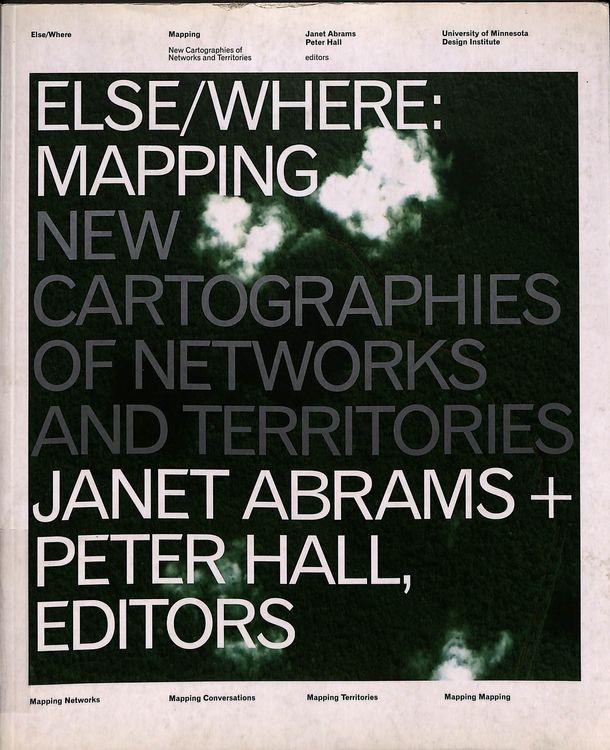 Else/Where
Mapping
New Cartographies of
Networks and Territories
Janet Abrams
Peter Hall
editors
University of Minnesota
Design Institute
ELSE/WHERE:
MAPPING
NEW
CARTOGRAPHIES
OF NETWORKS
AND TERRITORIES
JANET ABRAMS +
PETER HALL,
EDITORS
Mapping Networks
Mapping Conversations
Mapping Territories
Mapping Mapping